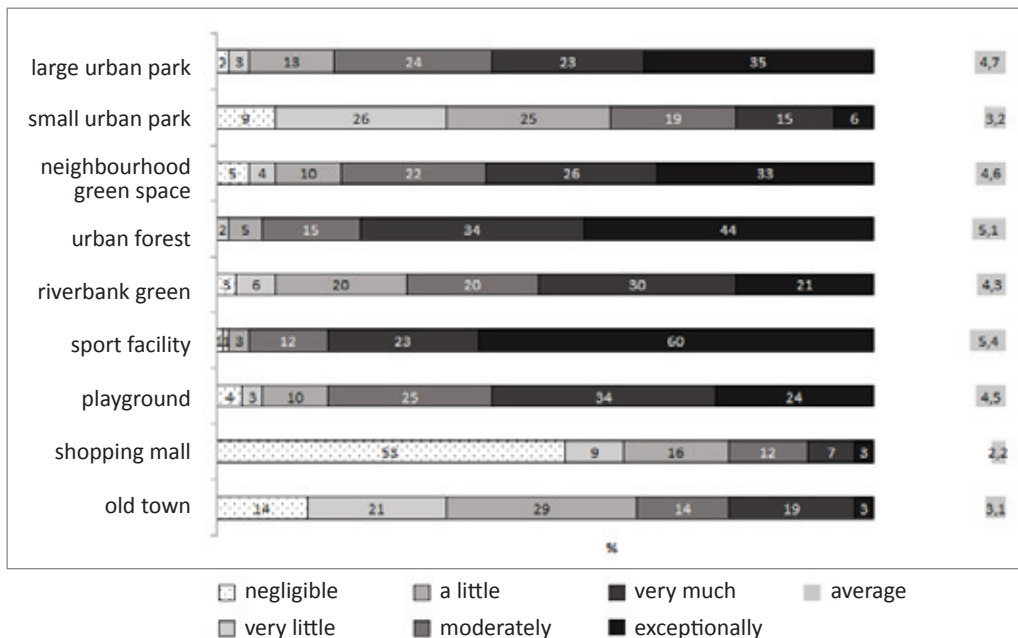 large urban park 3 13 24 23 35 4,7
small urban park 9 26 25 19 15 6 3,2
neighbourhood
green space 5 4 10 22 26 33 4,6
urban forest 2 5 15 34 44 5,1
riverbank green 5 6 20 20 30 21 4,3
sport facility 3 12 23 60 5,4
playground 4 3 10 25 34 24 4,5
shopping mall 53 9 16 12 7 3 2,2
old town 14 21 29 14 19 3 3,1
%
negligible a little very much average
very little moderately exceptionally